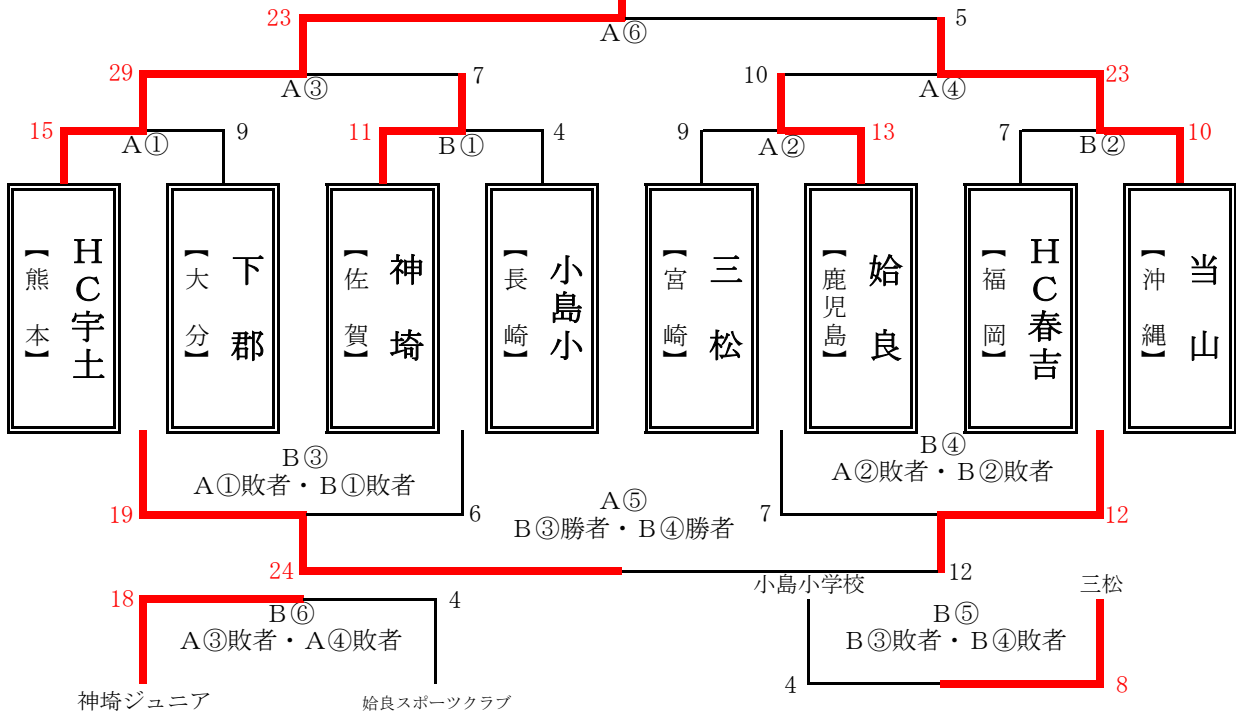 23
5
A⑥
29
7
10
23
A③
A④
15
9
11
4
9
13
7
10
A①
B①
A②
B②
【熊本】
HC宇土
【大分】
下郡
【佐賀】
神埼
【長崎】
小島小
【宮崎】
三松
【鹿児島】
姶良
【福岡】
HC春吉
【沖縄】
当山
B③
A①敗者・B①敗者
B④
A②敗者・B②敗者
19
6
A⑤
B③勝者・B④勝者
7
12
24
12
小島小学校
三松
18
4
B⑥
A③敗者・A④敗者
B⑤
B③敗者・B④敗者
4
8
神埼ジュニア
姶良スポーツクラブ